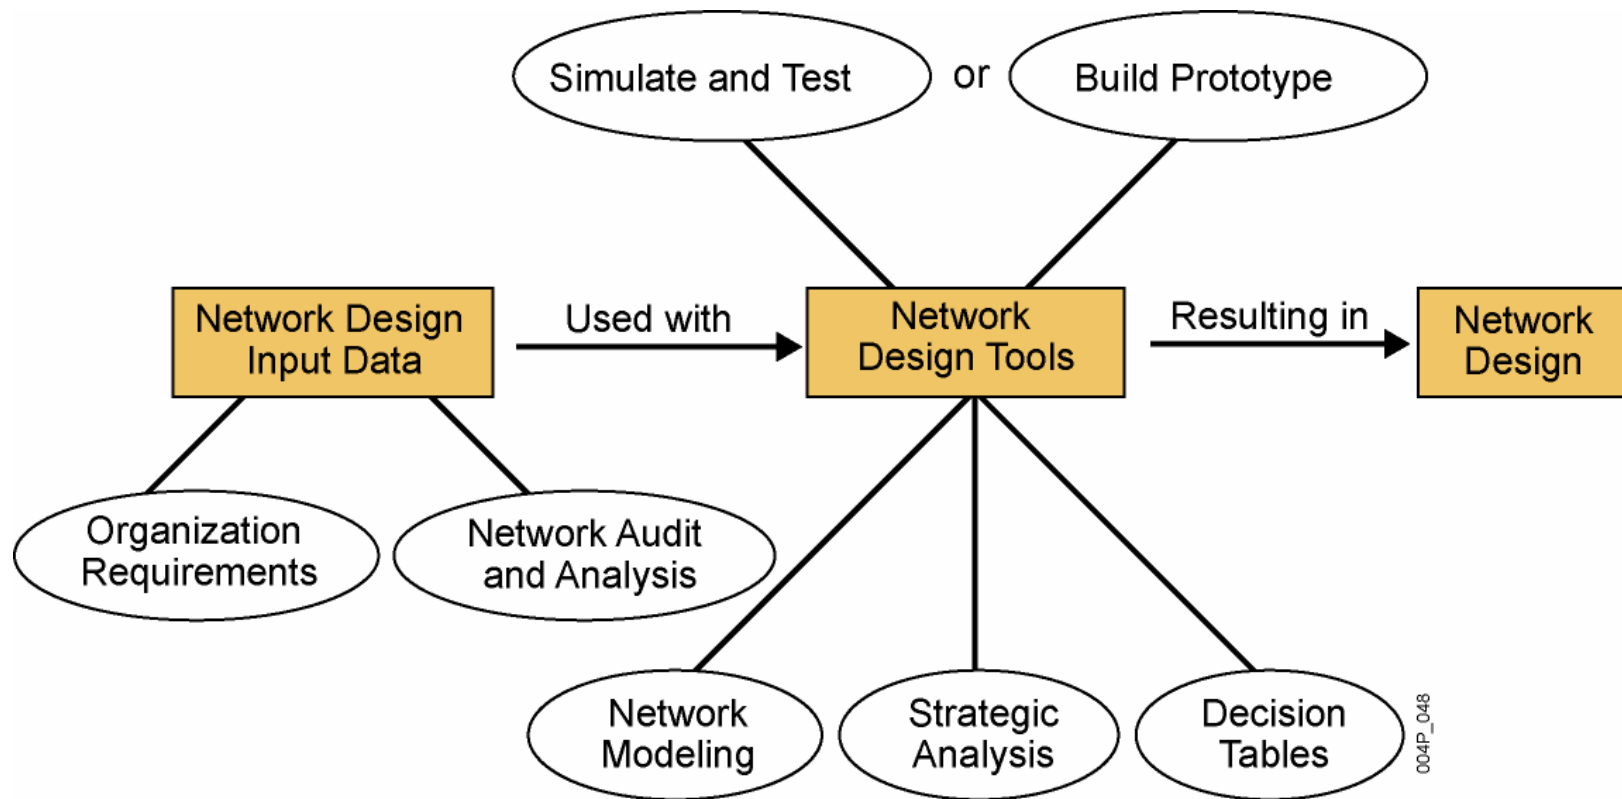 Simulate and Test
or
Build Prototype
Network Design
Input Data
Used with
Network
Design Tools
Resulting in
Network
Design
Organization
Requirements
Network Audit
and Analysis
Network
Modeling
Strategic
Analysis
Decision
Tables
004P_048